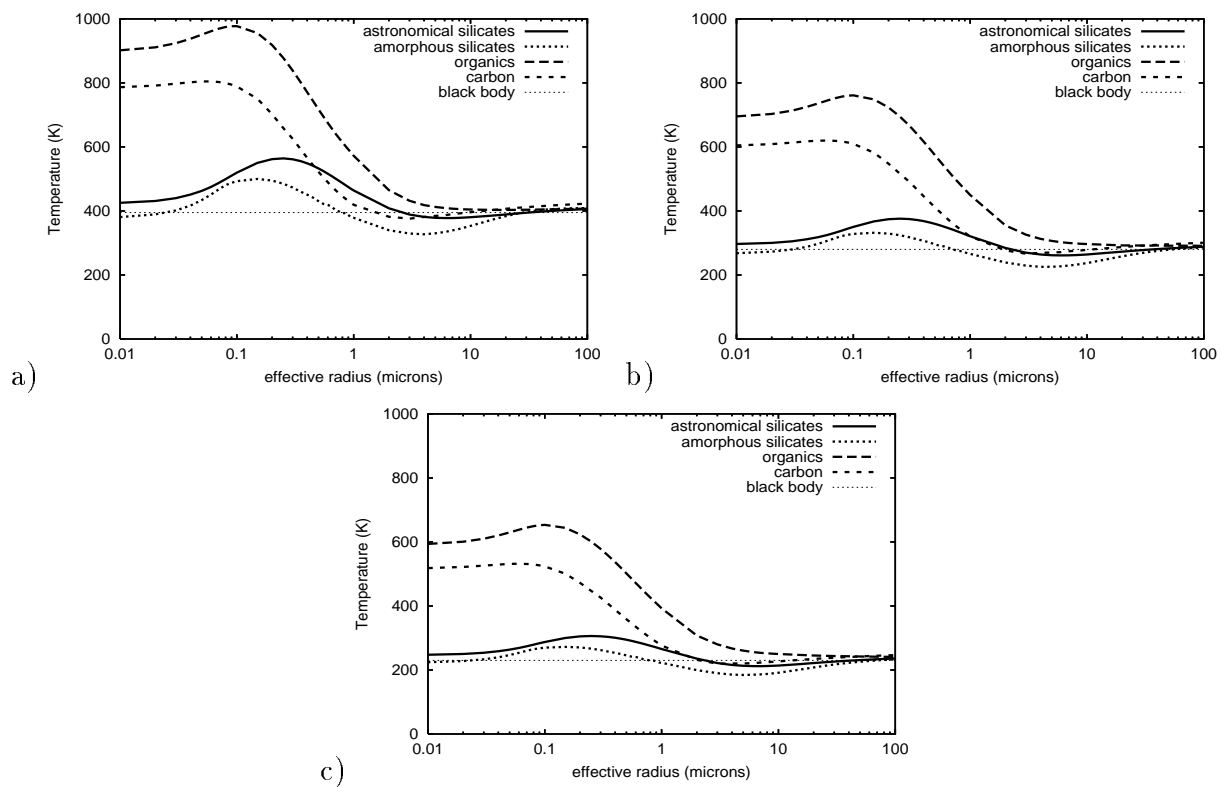 1000
800
600
400
200
0
Temperature (K)
astronomical silicates
amorphous silicates
organics
carbon
black body
0.01 0.1 1 10 100
effective radius (microns)
a)
1000
800
600
400
200
0
Temperature (K)
astronomical silicates
amorphous silicates
organics
carbon
black body
0.01 0.1 1 10 100
effective radius (microns)
b)
1000
800
600
400
200
0
Temperature (K)
astronomical silicates
amorphous silicates
organics
carbon
black body
0.01 0.1 1 10 100
effective radius (microns)
c)